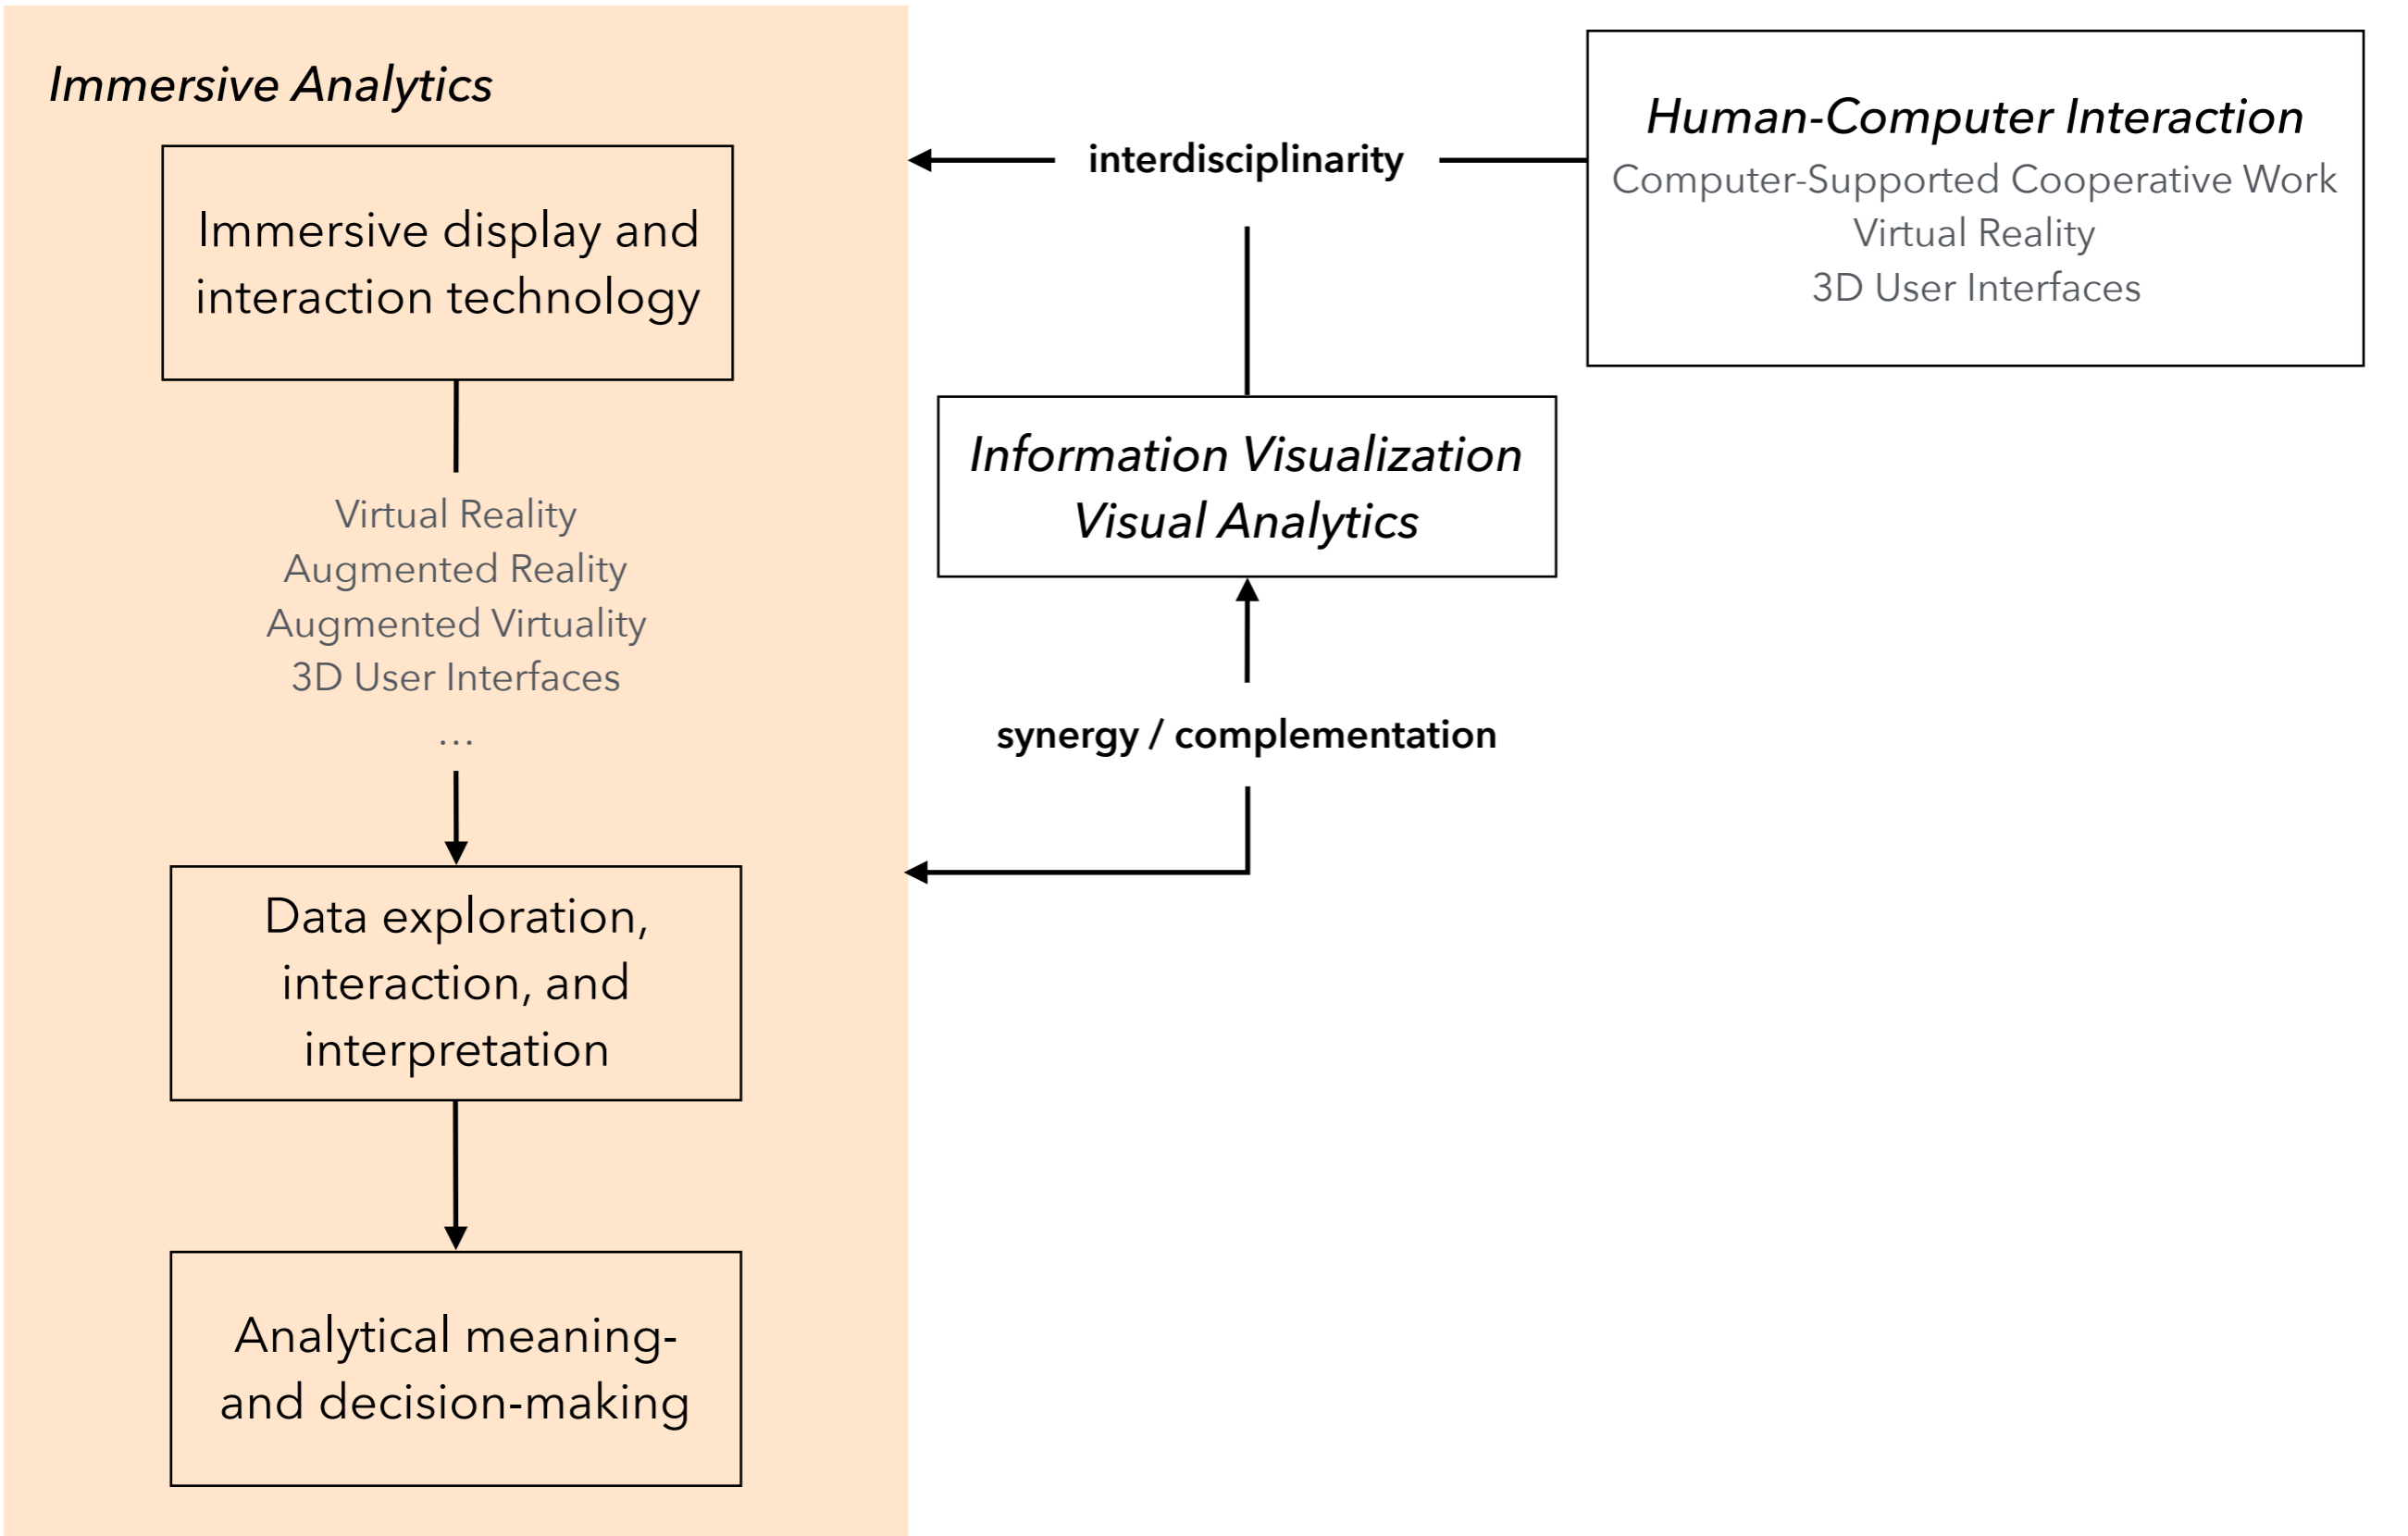 Immersive Analytics
Immersive display and
interaction technology
Virtual Reality
Augmented Reality
Augmented Virtuality
3D User Interfaces
...
Data exploration,
interaction, and
interpretation
Analytical meaning-
and decision-making
interdisciplinarity
Human-Computer Interaction
Computer-Supported Cooperative Work
Virtual Reality
3D User Interfaces
Information Visualization
Visual Analytics
synergy / complementation